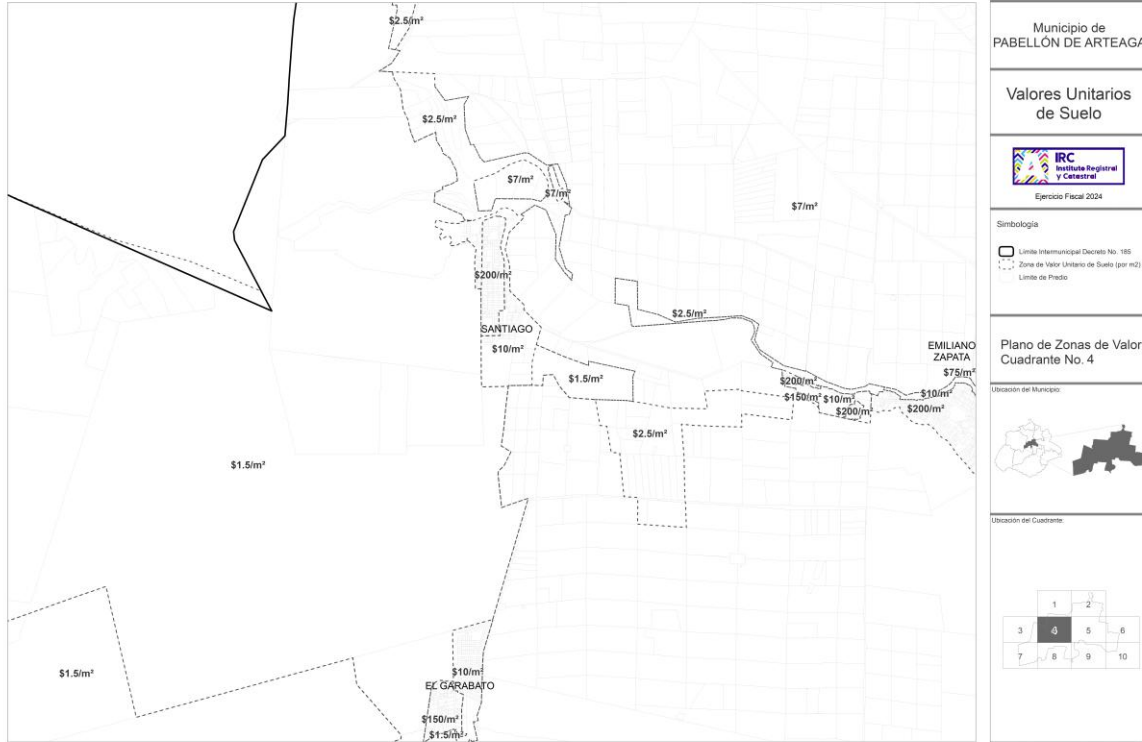 $2.5/m²
$2.5/m²
$7/m²
$7/m²
$7/m²
$200/m²
SANTIAGO
$10/m²
$2.5/m²
EMILIANO
ZAPATA
$75/m²
$1.5/m²
$200/m²
$150/m²
$10/m²
$200/m²
$10/m²
$200/m²
$2.5/m²
$1.5/m²
$1.5/m²
$10/m²
EL GARABATO
$150/m²
$1.5/m²
Municipio de
PABELLÓN DE ARTEAGA
Valores Unitarios
de Suelo
A
IRC
Instituto Registral
y Catastral
Ejercicio Fiscal 2024
Simbología
Límite Intermunicipal Decreto No. 185
Zona de Valor Unitario de Suelo (por m2)
Límite de Predio
Plano de Zonas de Valor
Cuadrante No. 4
Ubicación del Municipio:
Ubicación del Cuadrante:
1 2
3 4 5 6
7 8 9 10